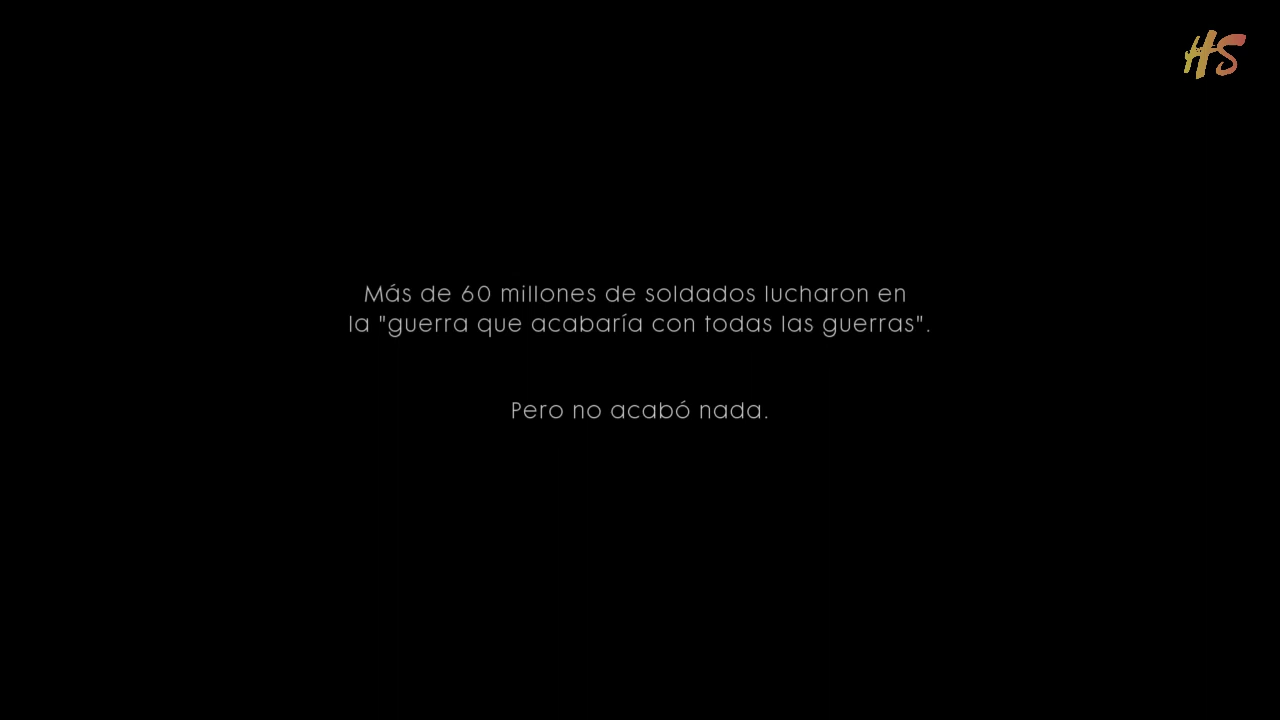 HS
Más de 60 millones de soldados lucharon en
la "guerra que acabaría con todas las guerras".
Pero no acabó nada.